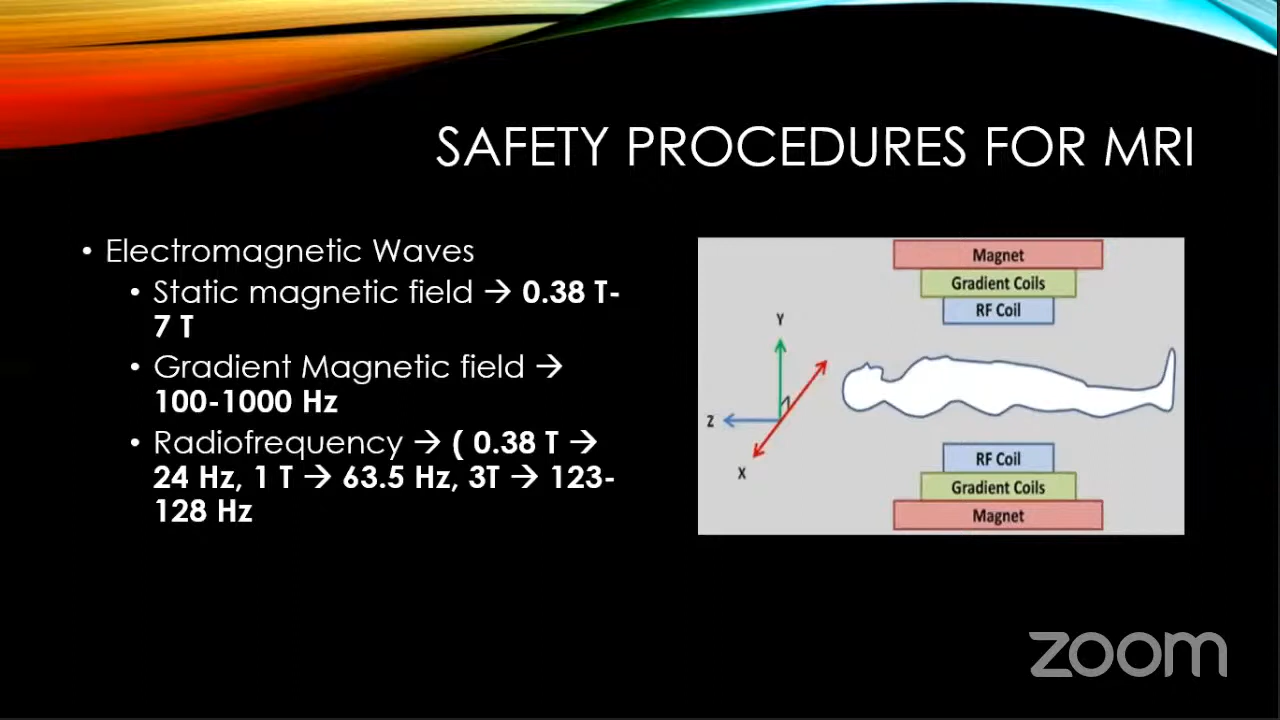 SAFETY PROCEDURES FOR MRI
• Electromagnetic Waves
• Static magnetic field → 0.38 T-
7 T
• Gradient Magnetic field →
100-1000 Hz
• Radiofrequency → ( 0.38 T →
24 Hz, 1 T → 63.5 Hz, 3T → 123-
128 Hz
Magnet
Gradient Coils
RF Coil
Y
Z
X
RF Coil
Gradient Coils
Magnet
zoom